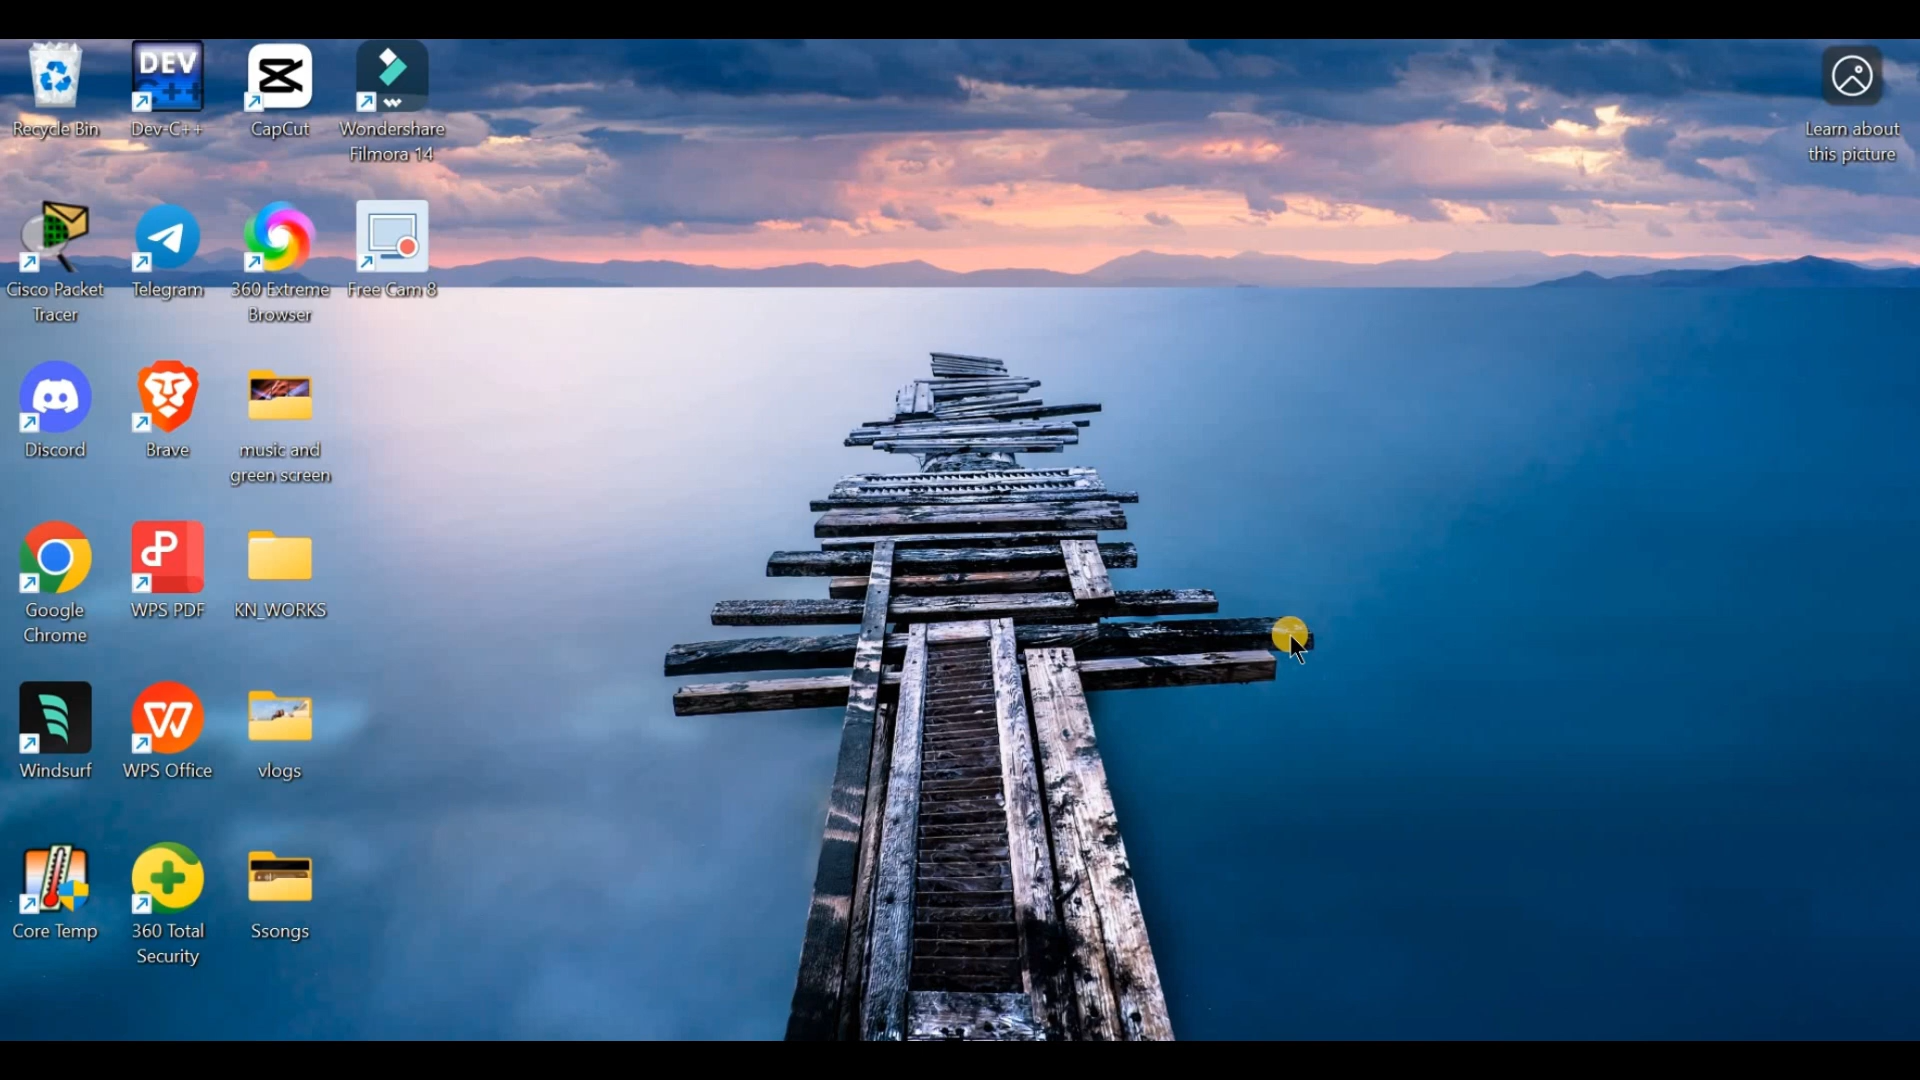 Recycle Bin
DEV
C++
Dev-C++
CapCut
Wondershare
Filmora 14
Learn about
this picture
Cisco Packet
Tracer
Telegram
360 Extreme
Browser
Free Cam 8
Discord
Brave
music and
green screen
Google
Chrome
WPS PDF
KN_WORKS
Windsurf
WPS Office
vlogs
Core Temp
360 Total
Security
Ssongs